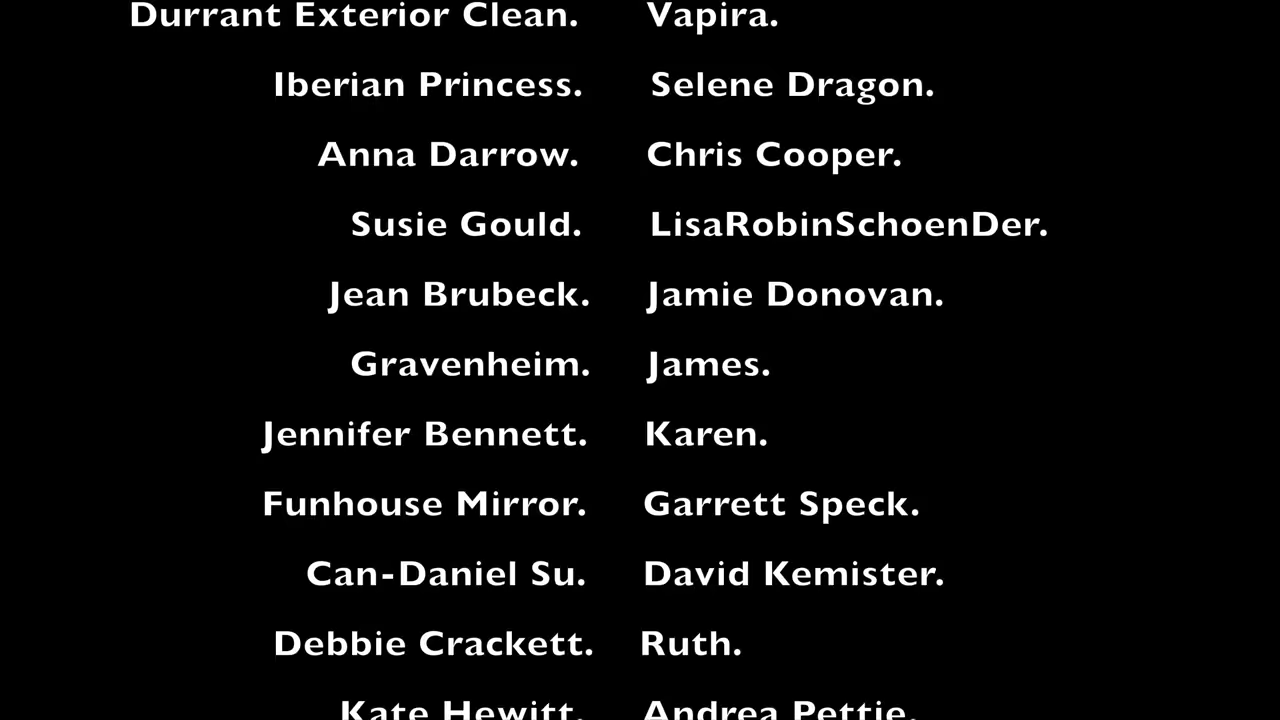 Durrant Exterior Clean. Vapira.
Iberian Princess. Selene Dragon.
Anna Darrow. Chris Cooper.
Susie Gould. LisaRobinSchoenDer.
Jean Brubeck. Jamie Donovan.
Gravenheim. James.
Jennifer Bennett. Karen.
Funhouse Mirror. Garrett Speck.
Can-Daniel Su. David Kemister.
Debbie Crackett. Ruth.
Kate Hewitt. Andrea Pettie.